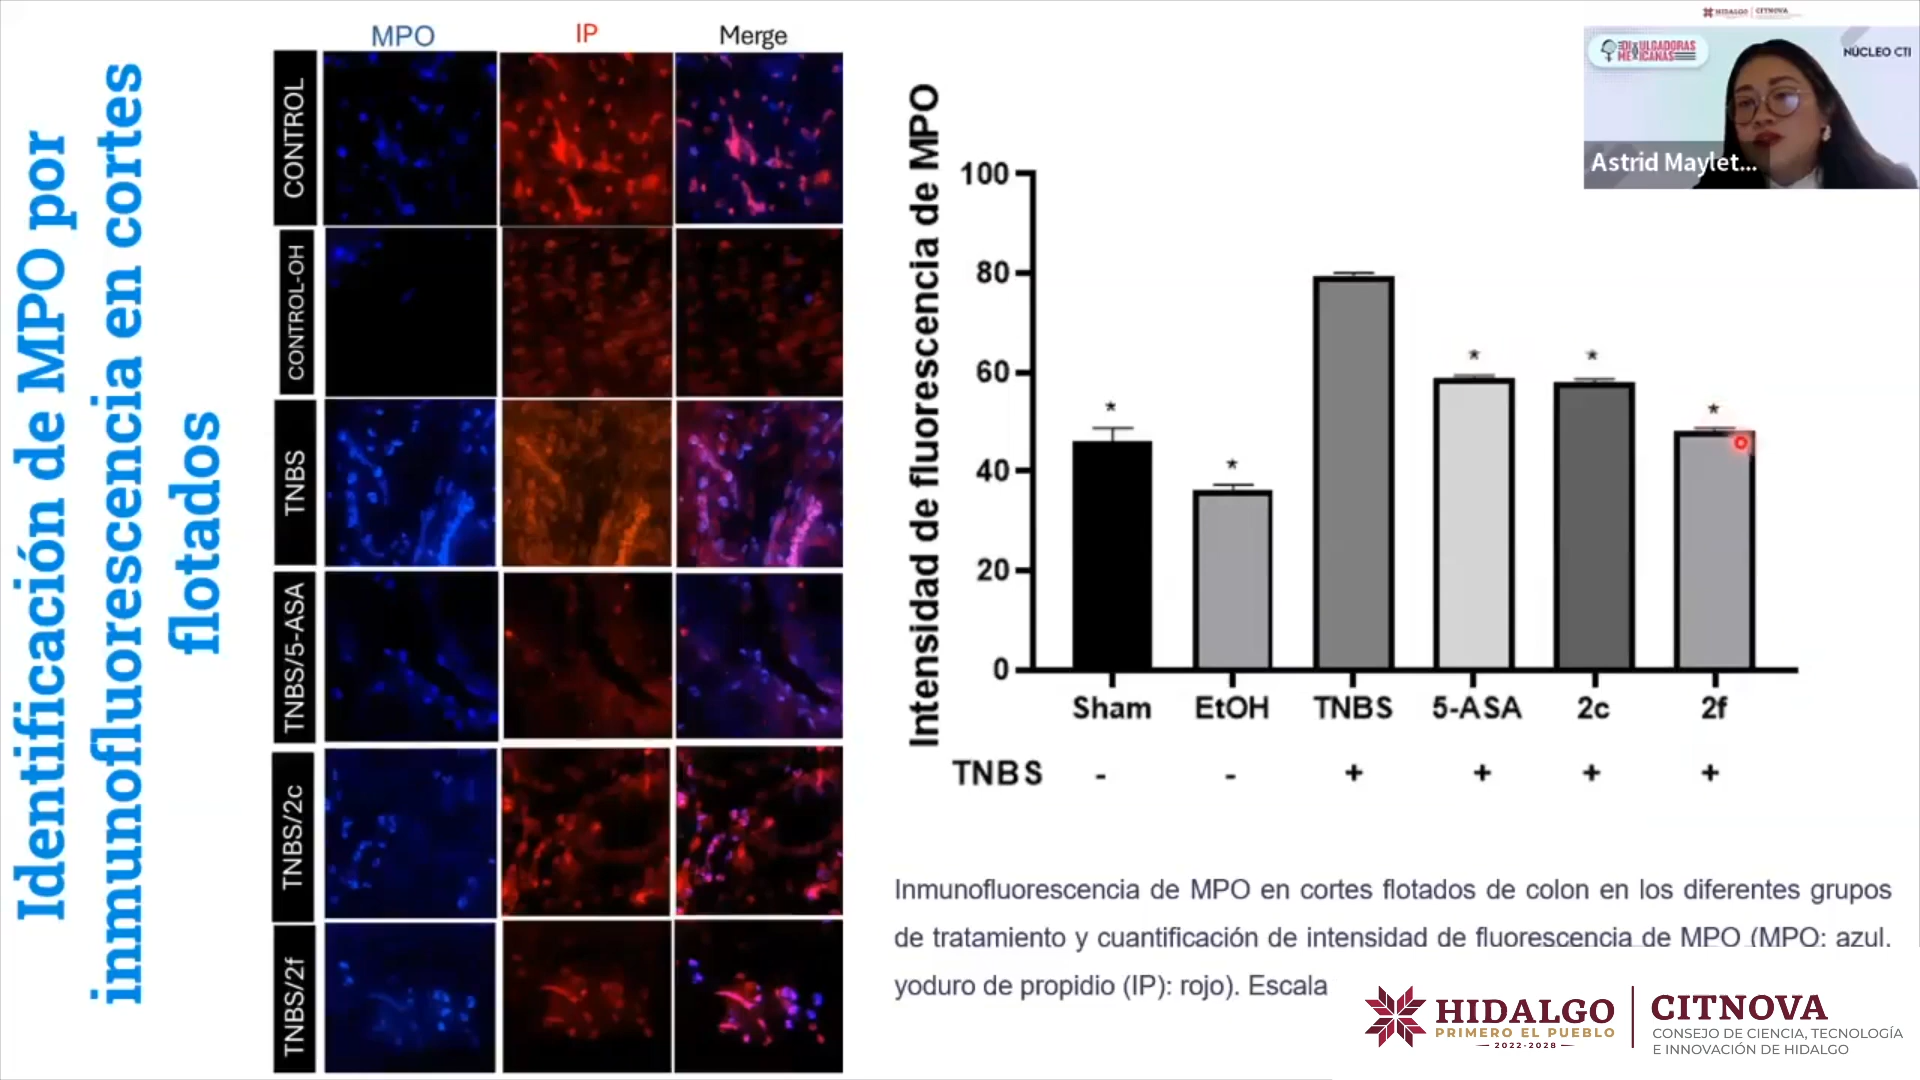 Identificación de MPO por
inmunofluorescencia en cortes
flotados
MPO
IP
Merge
CONTROL
CONTROL-OH
TNBS
TNBS/5-ASA
TNBS/2c
TNBS/2f
Intensidad de fluorescencia de MPO
100
80
60
40
20
0
*
*
*
*
*
Sham EtOH TNBS 5-ASA 2c 2f
TNBS - - + + + +
Inmunofluorescencia de MPO en cortes flotados de colon en los diferentes grupos
de tratamiento y cuantificación de intensidad de fluorescencia de MPO (MPO: azul.
yoduro de propidio (IP): rojo). Escala
HIDALGO
PRIMERO EL PUEBLO
2022-2028
CITNOVA
CONSEJO DE CIENCIA, TECNOLOGÍA
E INNOVACIÓN DE HIDALGO
HIDALGO CITNOVA
DIVULGADORAS
MEXICANAS
NÚCLEO CTI
Astrid Maylet...